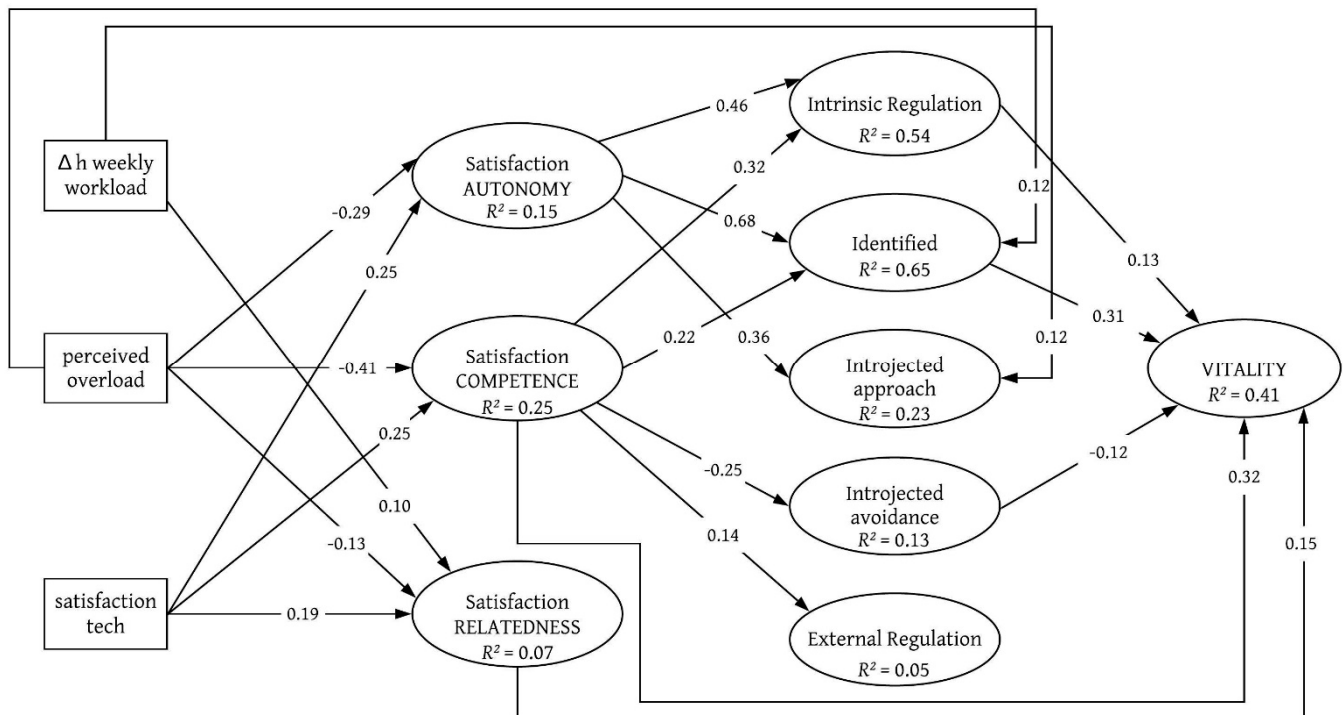 Δ h weekly
workload
perceived
overload
satisfaction
tech
-0.29
0.25
-0.41
0.25
0.10
-0.13
0.19
Satisfaction
AUTONOMY
R² = 0.15
Satisfaction
COMPETENCE
R² = 0.25
Satisfaction
RELATEDNESS
R² = 0.07
0.46
0.32
0.68
0.22
0.36
-0.25
0.14
Intrinsic Regulation
R² = 0.54
Identified
R² = 0.65
Introjected
approach
R² = 0.23
Introjected
avoidance
R² = 0.13
External Regulation
R² = 0.05
0.12
0.12
0.13
0.31
-0.12
0.32
0.15
VITALITY
R² = 0.41